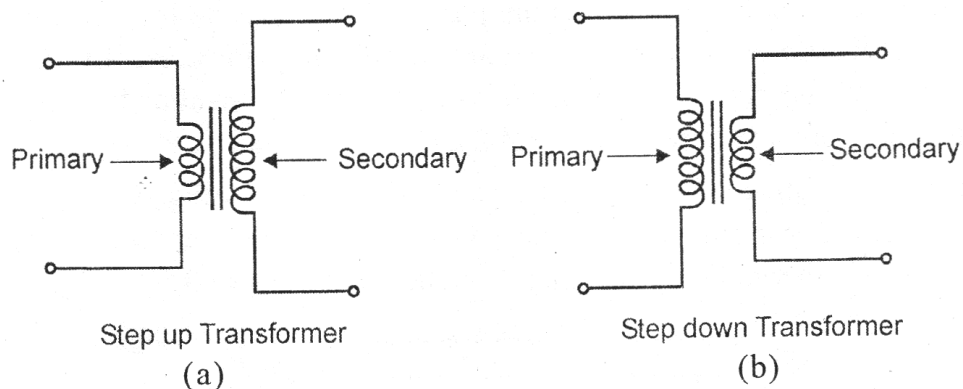 Primary
Secondary
Step up Transformer
(a)
Primary
Secondary
Step down Transformer
(b)